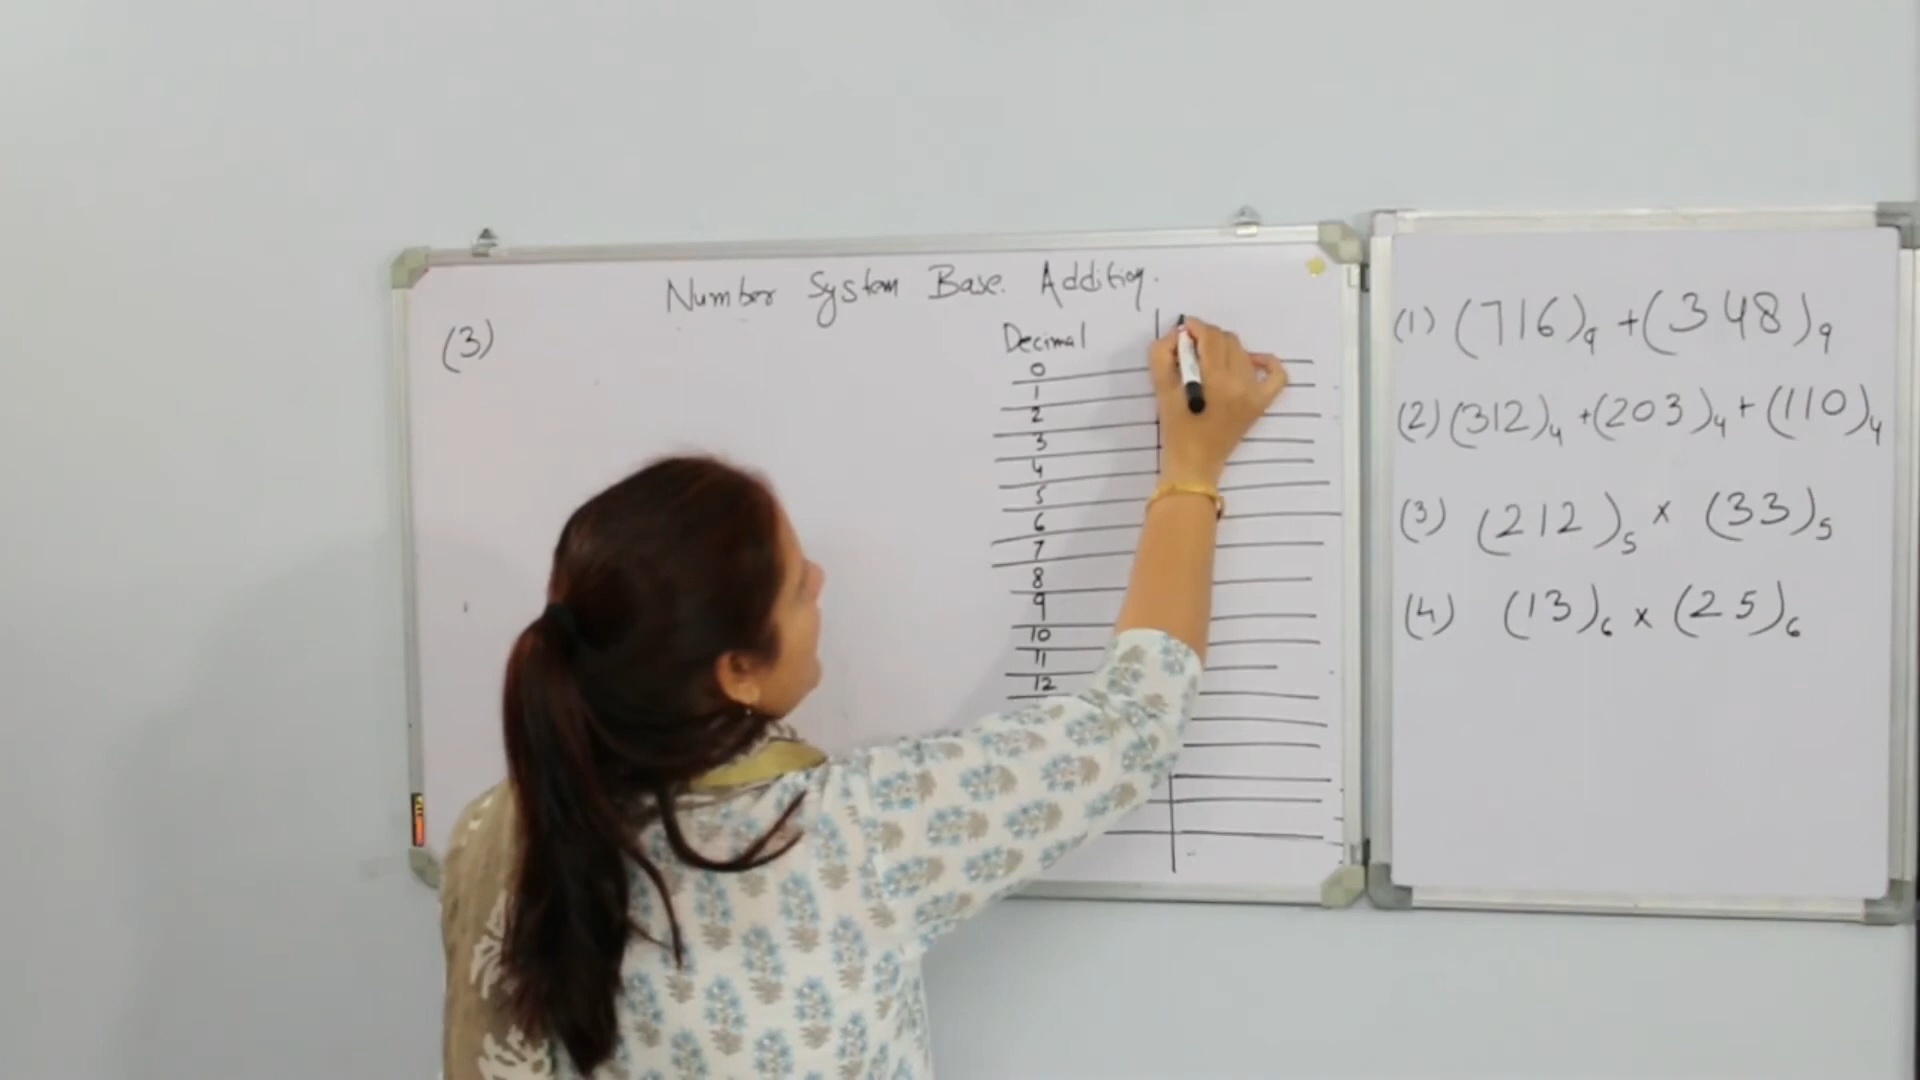 Number System Base. Addition.
(3)
Decimal
0
1
2
3
4
5
6
7
8
9
10
11
12
(1) (716)₉ + (348)₉
(2) (312)₄ + (203)₄ + (110)₄
(3) (212)₅ × (33)₅
(4) (13)₆ × (25)₆